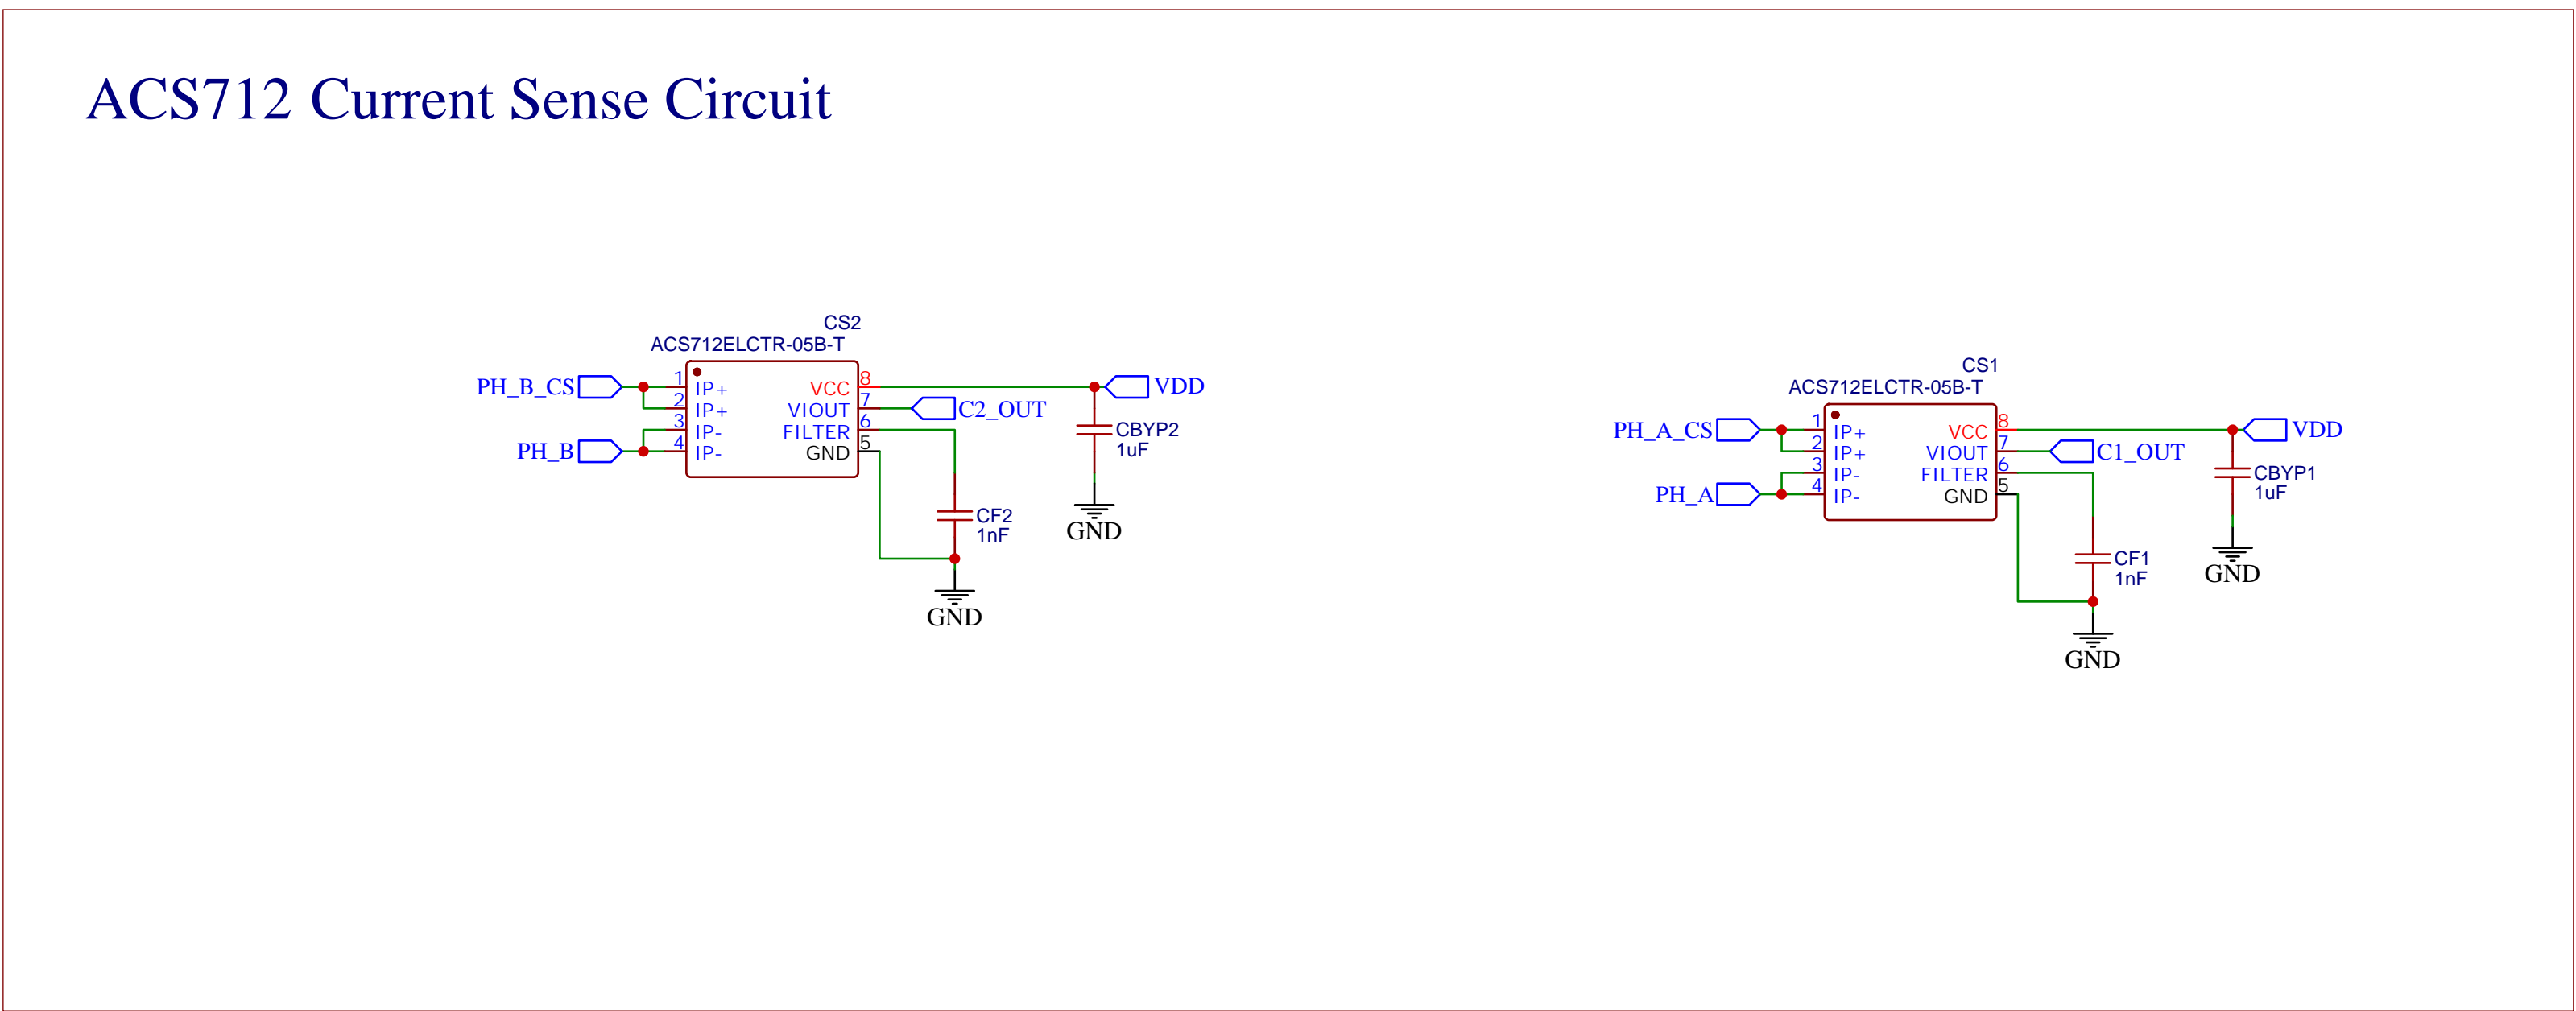 ACS712 Current Sense Circuit
CS2
ACS712ELCTR-05B-T
PH_B_CS
1
IP+
2
IP+
3
IP-
PH_B
4
IP-
VCC
8
VDD
VIOUT
7
C2_OUT
FILTER
6
GND
5
CBYP2
1uF
GND
CF2
1nF
GND
CS1
ACS712ELCTR-05B-T
PH_A_CS
1
IP+
2
IP+
3
IP-
PH_A
4
IP-
VCC
8
VDD
VIOUT
7
C1_OUT
FILTER
6
GND
5
CBYP1
1uF
GND
CF1
1nF
GND